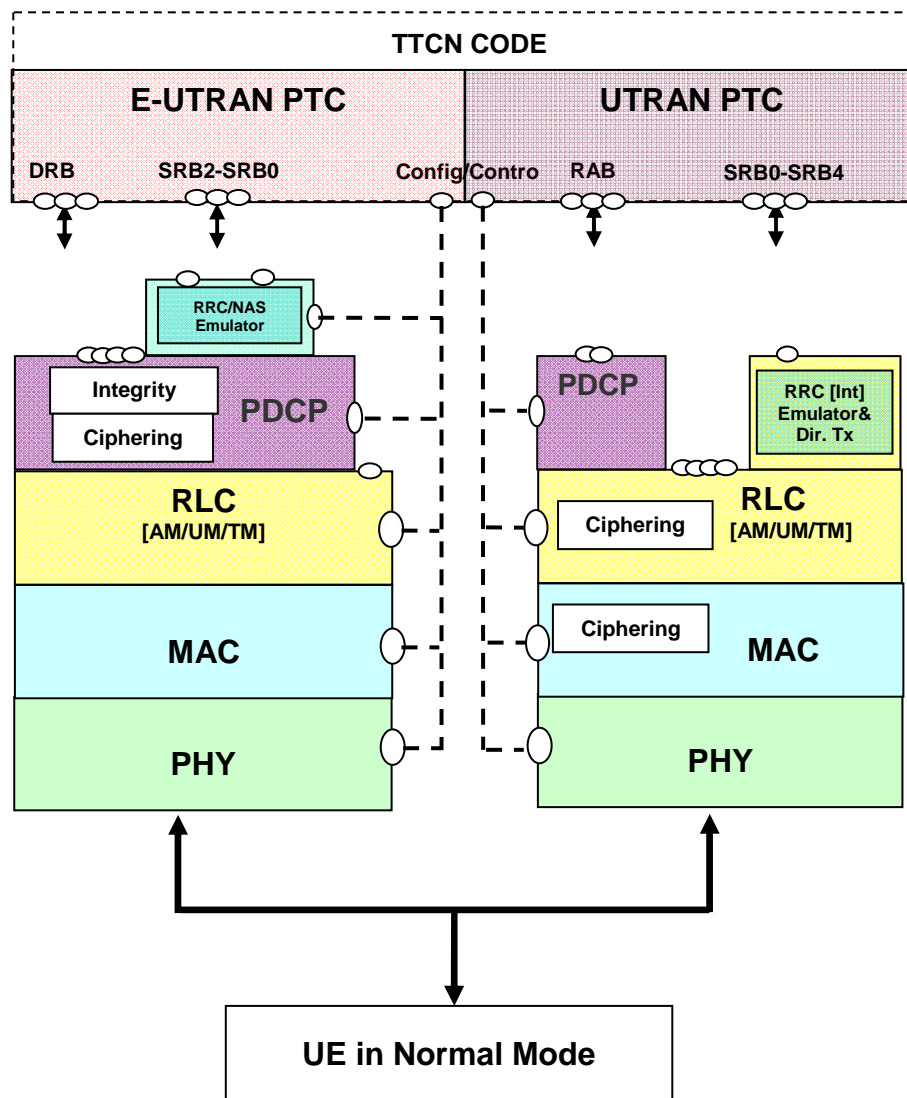 TTCN CODE
E-UTRAN PTC
UTRAN PTC
DRB
SRB2-SRB0
Config/Contro
RAB
SRB0-SRB4
RRC/NAS
Emulator
Integrity
Ciphering
PDCP
PDCP
RRC [Int]
Emulator&
Dir. Tx
RLC
[AM/UM/TM]
Ciphering
RLC
[AM/UM/TM]
MAC
Ciphering
MAC
PHY
PHY
UE in Normal Mode